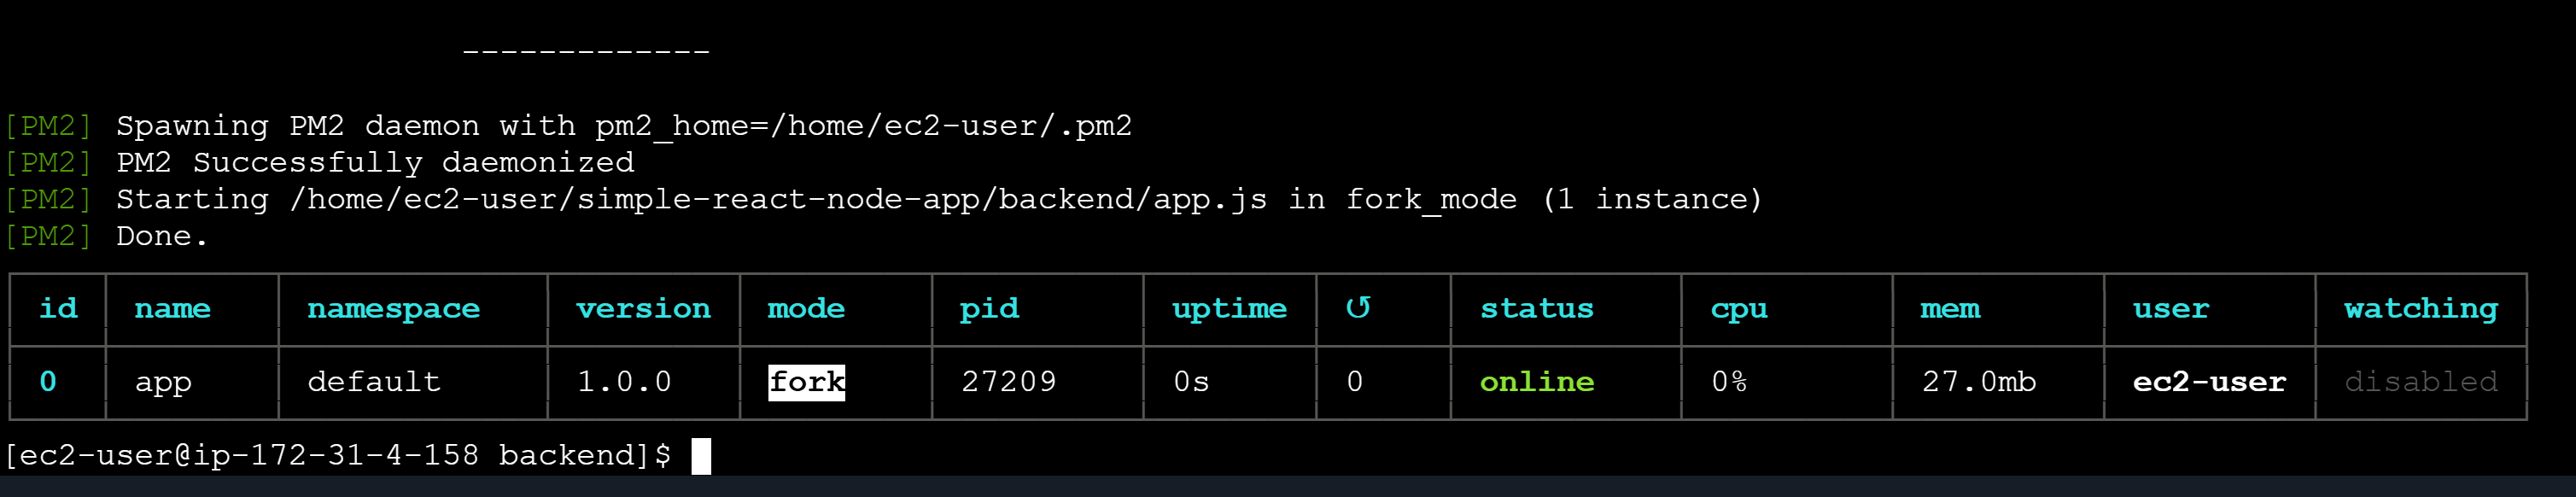 -------------
[PM2] Spawning PM2 daemon with pm2_home=/home/ec2-user/.pm2
[PM2] PM2 Successfully daemonized
[PM2] Starting /home/ec2-user/simple-react-node-app/backend/app.js in fork_mode (1 instance)
[PM2] Done.
id name namespace version mode pid uptime ↺ status cpu mem user watching
0 app default 1.0.0 fork 27209 0s 0 online 0% 27.0mb ec2-user disabled
[ec2-user@ip-172-31-4-158 backend]$